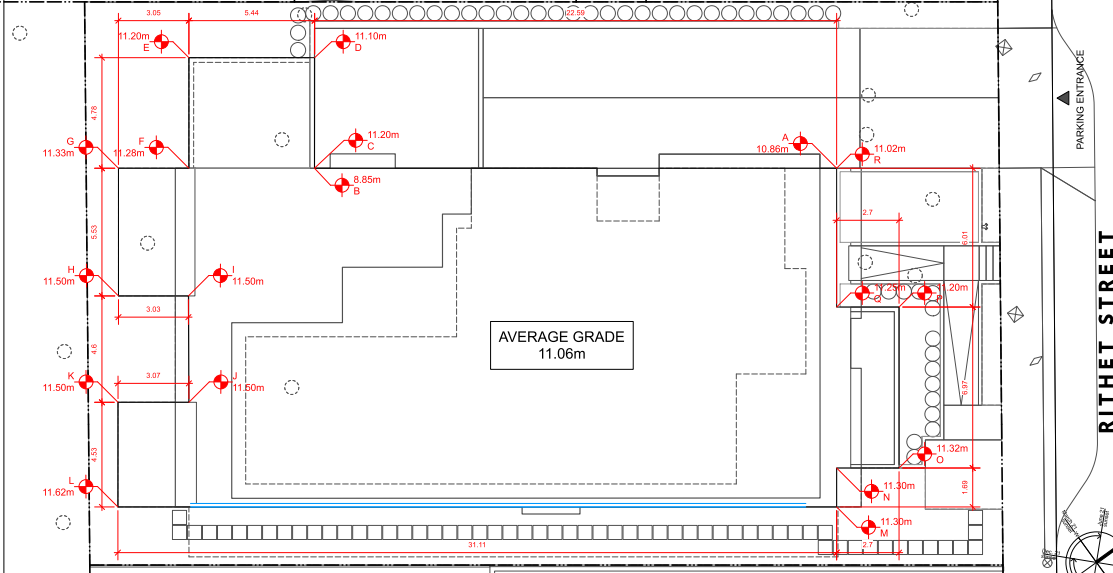 3.05
5.44
22.59
11.20m
E
11.10m
D
4.78
PARKING ENTRANCE
G
11.33m
F
11.28m
11.20m
C
A
10.86m
11.02m
R
8.85m
B
2.7
5.53
6.01
RITHET STREET
H
11.50m
I
11.50m
11.29m
Q
11.20m
P
3.03
AVERAGE GRADE
11.06m
4.6
K
11.50m
3.07
J
11.50m
6.97
4.53
11.32m
O
L
11.62m
11.30m
N
1.69
11.30m
M
31.11
2.7